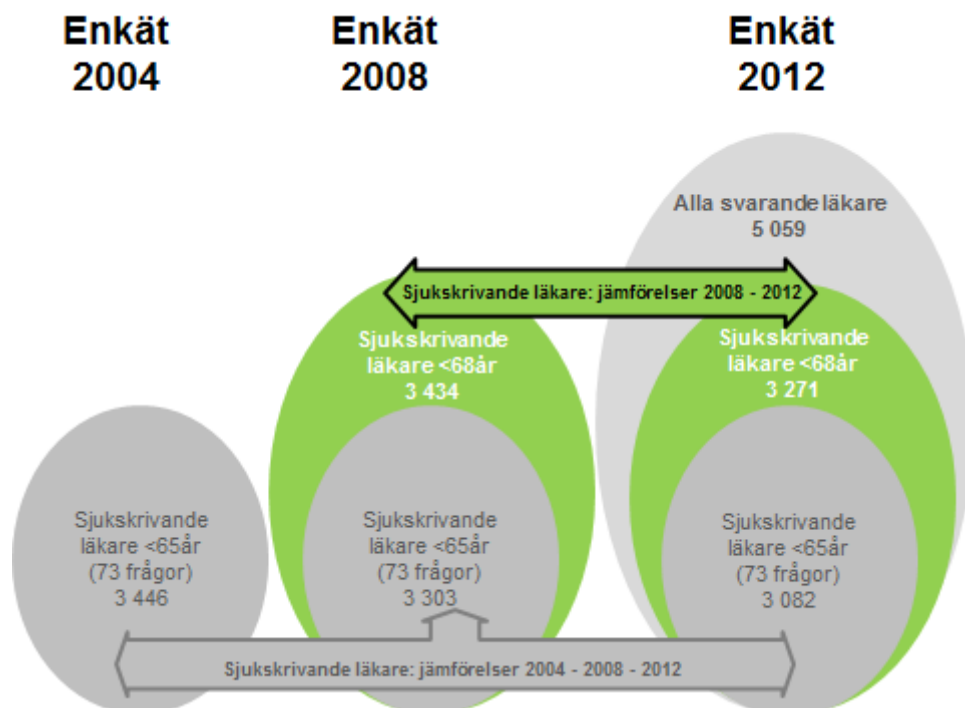 Enkät
2004
Enkät
2008
Enkät
2012
Alla svarande läkare
5 059
Sjukskrivande läkare: jämförelser 2008 - 2012
Sjukskrivande
läkare <68år
3 434
Sjukskrivande
läkare <68år
3 271
Sjukskrivande
läkare <65år
(73 frågor)
3 446
Sjukskrivande
läkare <65år
(73 frågor)
3 303
Sjukskrivande
läkare <65år
(73 frågor)
3 082
Sjukskrivande läkare: jämförelser 2004 - 2008 - 2012